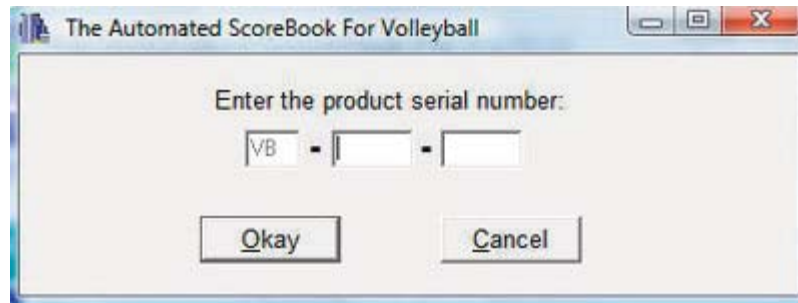 The Automated ScoreBook For Volleyball
Enter the product serial number:
VB - -
Okay Cancel